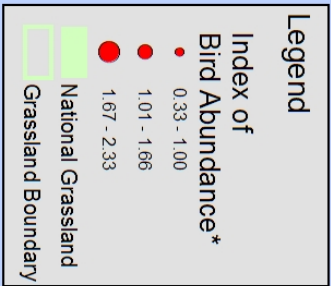 Legend
Index of
Bird Abundance*
0.33 - 1.00
1.01 - 1.66
1.67 - 2.33
National Grassland
Grassland Boundary